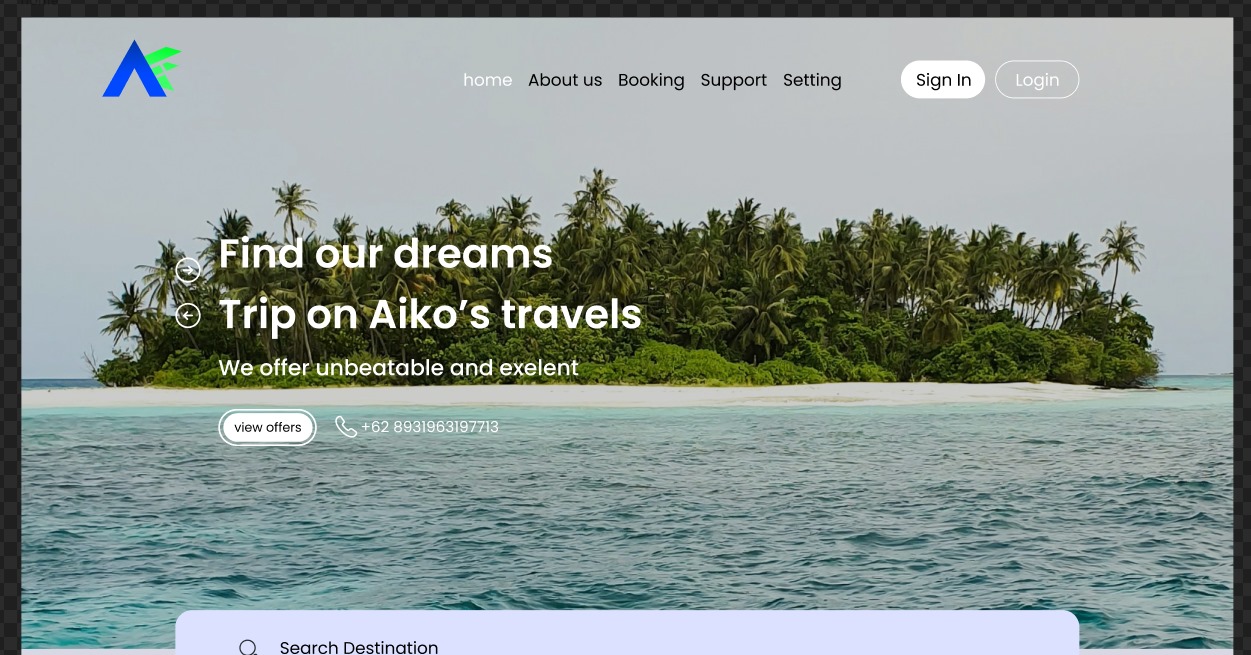 home About us Booking Support Setting Sign In Login
Find our dreams
Trip on Aiko’s travels
We offer unbeatable and exelent
view offers +62 8931963197713
Search Destination